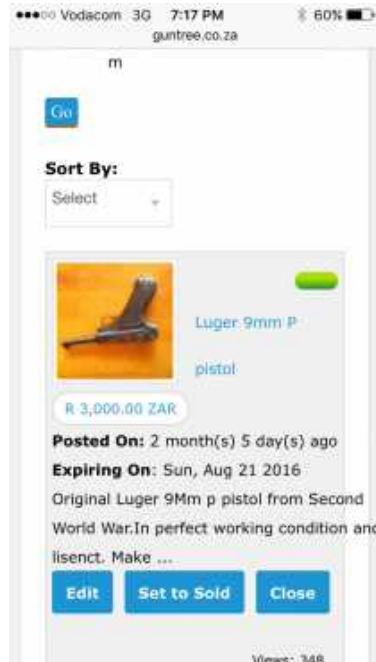 Vodacom 3G 7:17 PM 60%
guntree.co.za
m
Go
Sort By:
Select
Luger 9mm P
pistol
R 3,000.00 ZAR
Posted On: 2 month(s) 5 day(s) ago
Expiring On: Sun, Aug 21 2016
Original Luger 9Mm p pistol from Second
World War.In perfect working condition and
lisenct. Make ...
Edit Set to Sold Close
Views: 348